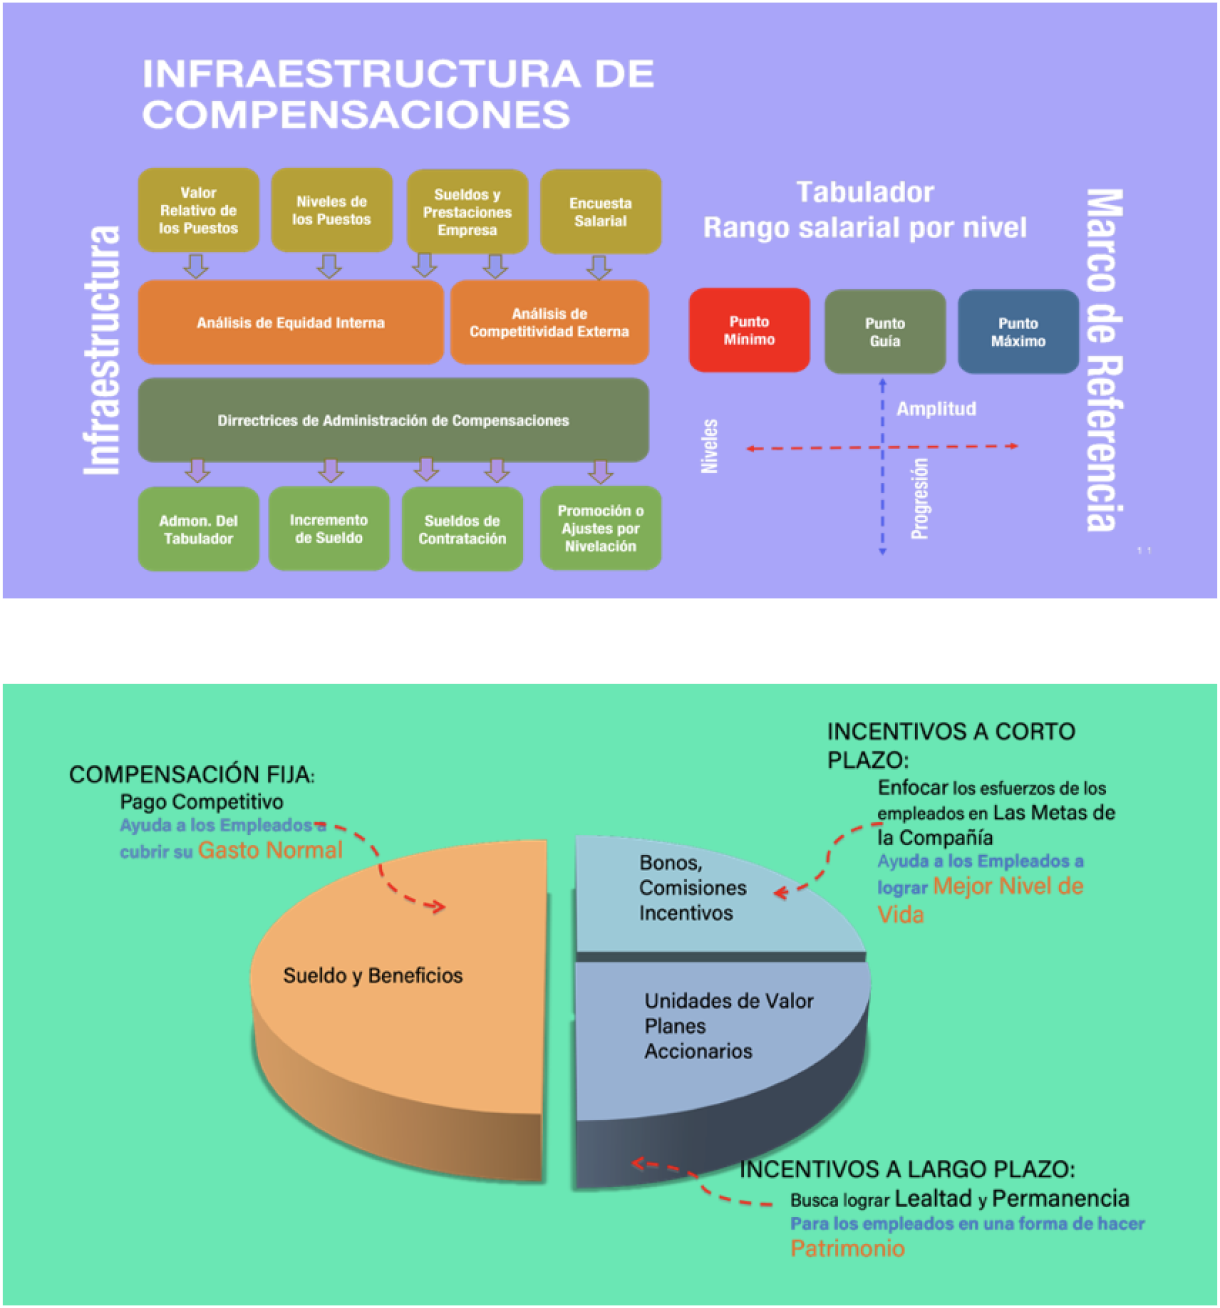 INFRAESTRUCTURA DE
COMPENSACIONES
Infraestructura
Valor
Relativo de
los Puestos
Niveles de
los Puestos
Sueldos y
Prestaciones
Empresa
Encuesta
Salarial
Análisis de Equidad Interna
Análisis de
Competitividad Externa
Dirrectrices de Administración de Compensaciones
Admon. Del
Tabulador
Incremento
de Sueldo
Sueldos de
Contratación
Promoción o
Ajustes por
Nivelación
Tabulador
Rango salarial por nivel
Punto
Mínimo
Punto
Guía
Punto
Máximo
Amplitud
Niveles
Progresión
Marco de Referencia
COMPENSACIÓN FIJA:
Pago Competitivo
Ayuda a los Empleados a
cubrir su Gasto Normal
Sueldo y Beneficios
INCENTIVOS A CORTO
PLAZO:
Enfocar los esfuerzos de los
empleados en Las Metas de
la Compañía
Ayuda a los Empleados a
lograr Mejor Nivel de
Vida
Bonos,
Comisiones
Incentivos
Unidades de Valor
Planes
Accionarios
INCENTIVOS A LARGO PLAZO:
Busca lograr Lealtad y Permanencia
Para los empleados en una forma de hacer
Patrimonio